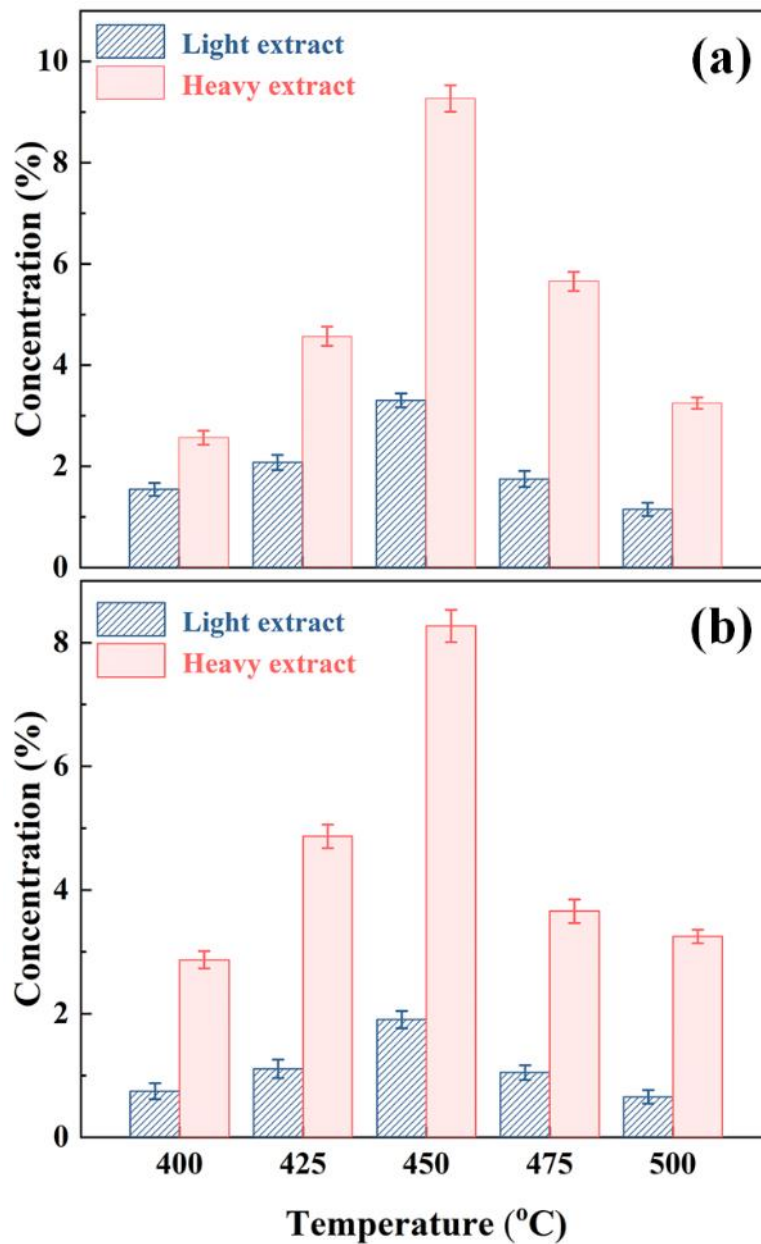 Light extract
Heavy extract
(a)
10
8
6
4
2
0
Concentration (%)
Light extract
Heavy extract
(b)
8
6
4
2
0
Concentration (%)
400 425 450 475 500
Temperature (°C)